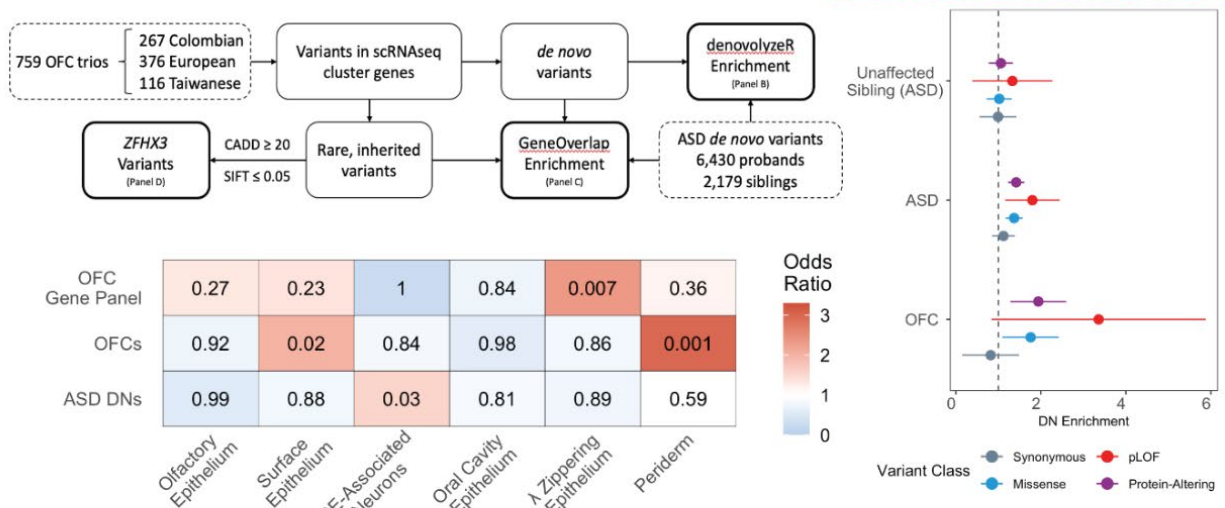 759 OFC trios
267 Colombian
376 European
116 Taiwanese
Variants in scRNAseq
cluster genes
de novo
variants
denovolyzeR
Enrichment
(Panel B)
ZFHX3
Variants
(Panel D)
CADD ≥ 20
SIFT ≤ 0.05
Rare, inherited
variants
GeneOverlap
Enrichment
(Panel C)
ASD de novo variants
6,430 probands
2,179 siblings
OFC
Gene Panel
0.27 0.23 1 0.84 0.007 0.36
OFCs
0.92 0.02 0.84 0.98 0.86 0.001
ASD DNs
0.99 0.88 0.03 0.81 0.89 0.59
Olfactory
Epithelium
Surface
Epithelium
E-Associated
Neurons
Oral Cavity
Epithelium
λ Zippering
Epithelium
Periderm
Odds
Ratio
3
2
1
0
Unaffected
Sibling (ASD)
ASD
OFC
0 2 4 6
DN Enrichment
Variant Class
Synonymous
pLOF
Missense
Protein-Altering